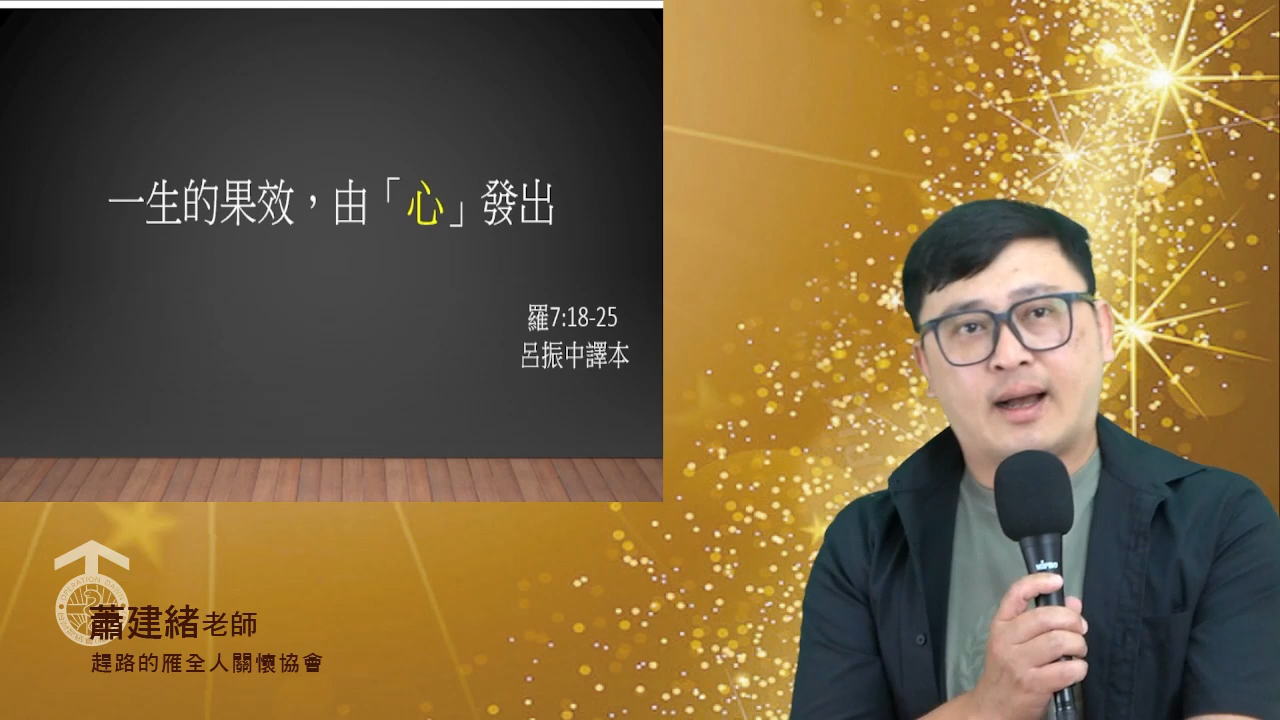 一生的果效，由「心」發出
羅7:18-25
呂振中譯本
蕭建緒老師
趕路的雁全人關懷協會